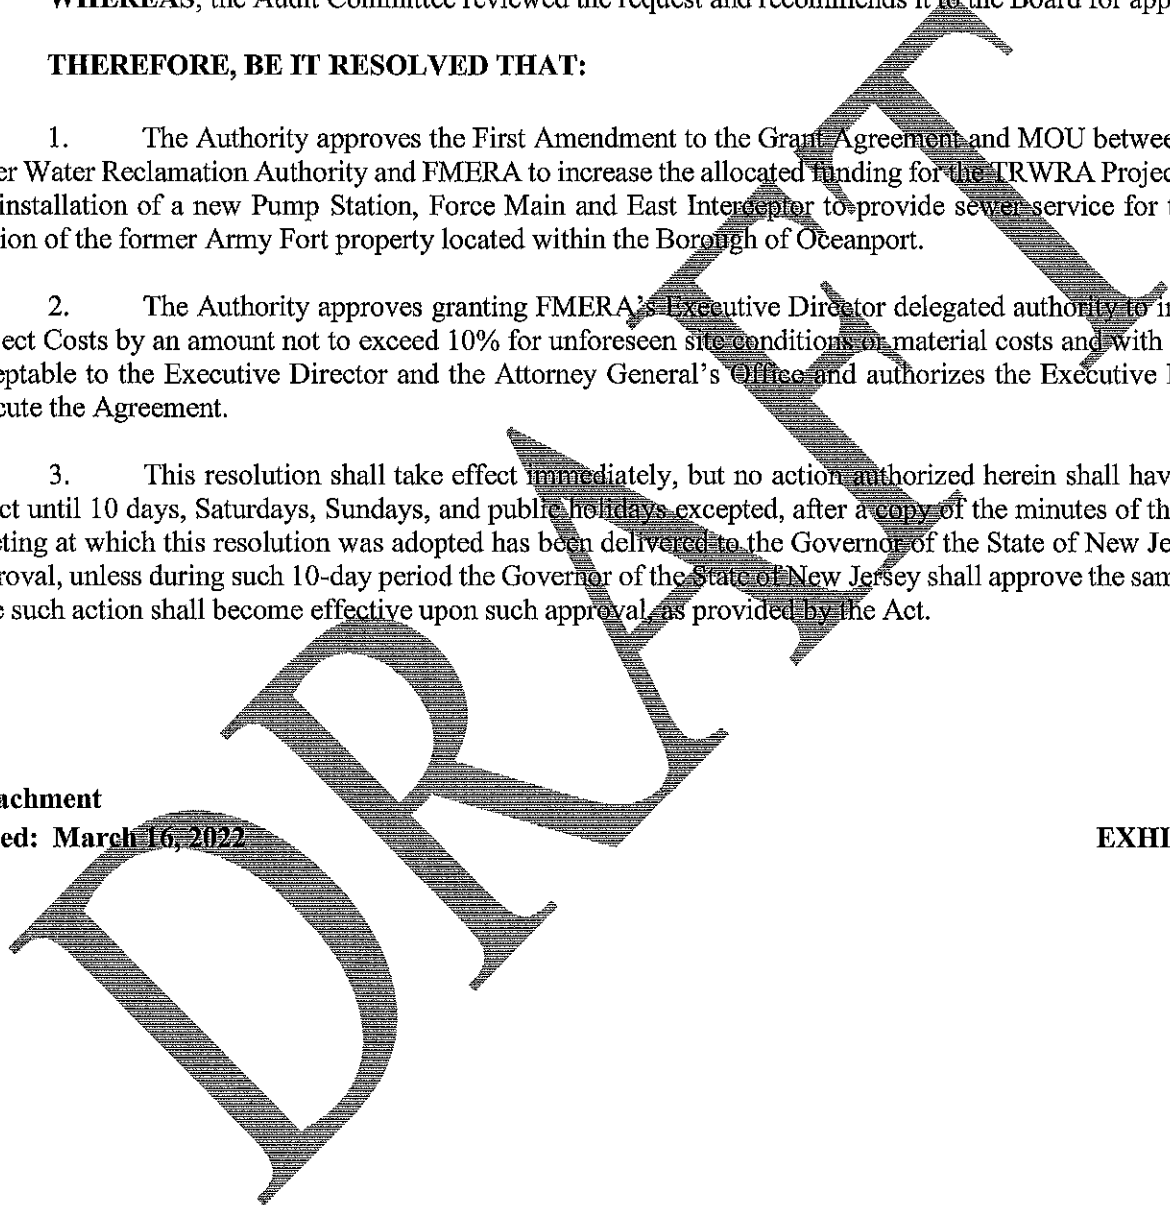 WHEREAS, the Audit Committee reviewed the request and recommends it to the Board for app
THEREFORE, BE IT RESOLVED THAT:
1. The Authority approves the First Amendment to the Grant Agreement and MOU betwee
er Water Reclamation Authority and FMERA to increase the allocated funding for the TRWRA Projec
installation of a new Pump Station, Force Main and East Interceptor to provide sewer service for t
ion of the former Army Fort property located within the Borough of Oceanport.
2. The Authority approves granting FMERA's Executive Director delegated authority to in
ject Costs by an amount not to exceed 10% for unforeseen site conditions or material costs and with
eptable to the Executive Director and the Attorney General's Office and authorizes the Executive
cute the Agreement.
3. This resolution shall take effect immediately, but no action authorized herein shall hav
ct until 10 days, Saturdays, Sundays, and public holidays excepted, after a copy of the minutes of th
eting at which this resolution was adopted has been delivered to the Governor of the State of New Je
roval, unless during such 10-day period the Governor of the State of New Jersey shall approve the sam
e such action shall become effective upon such approval, as provided by the Act.
achment
ed: March 16, 2022 EXHI
DRAFT